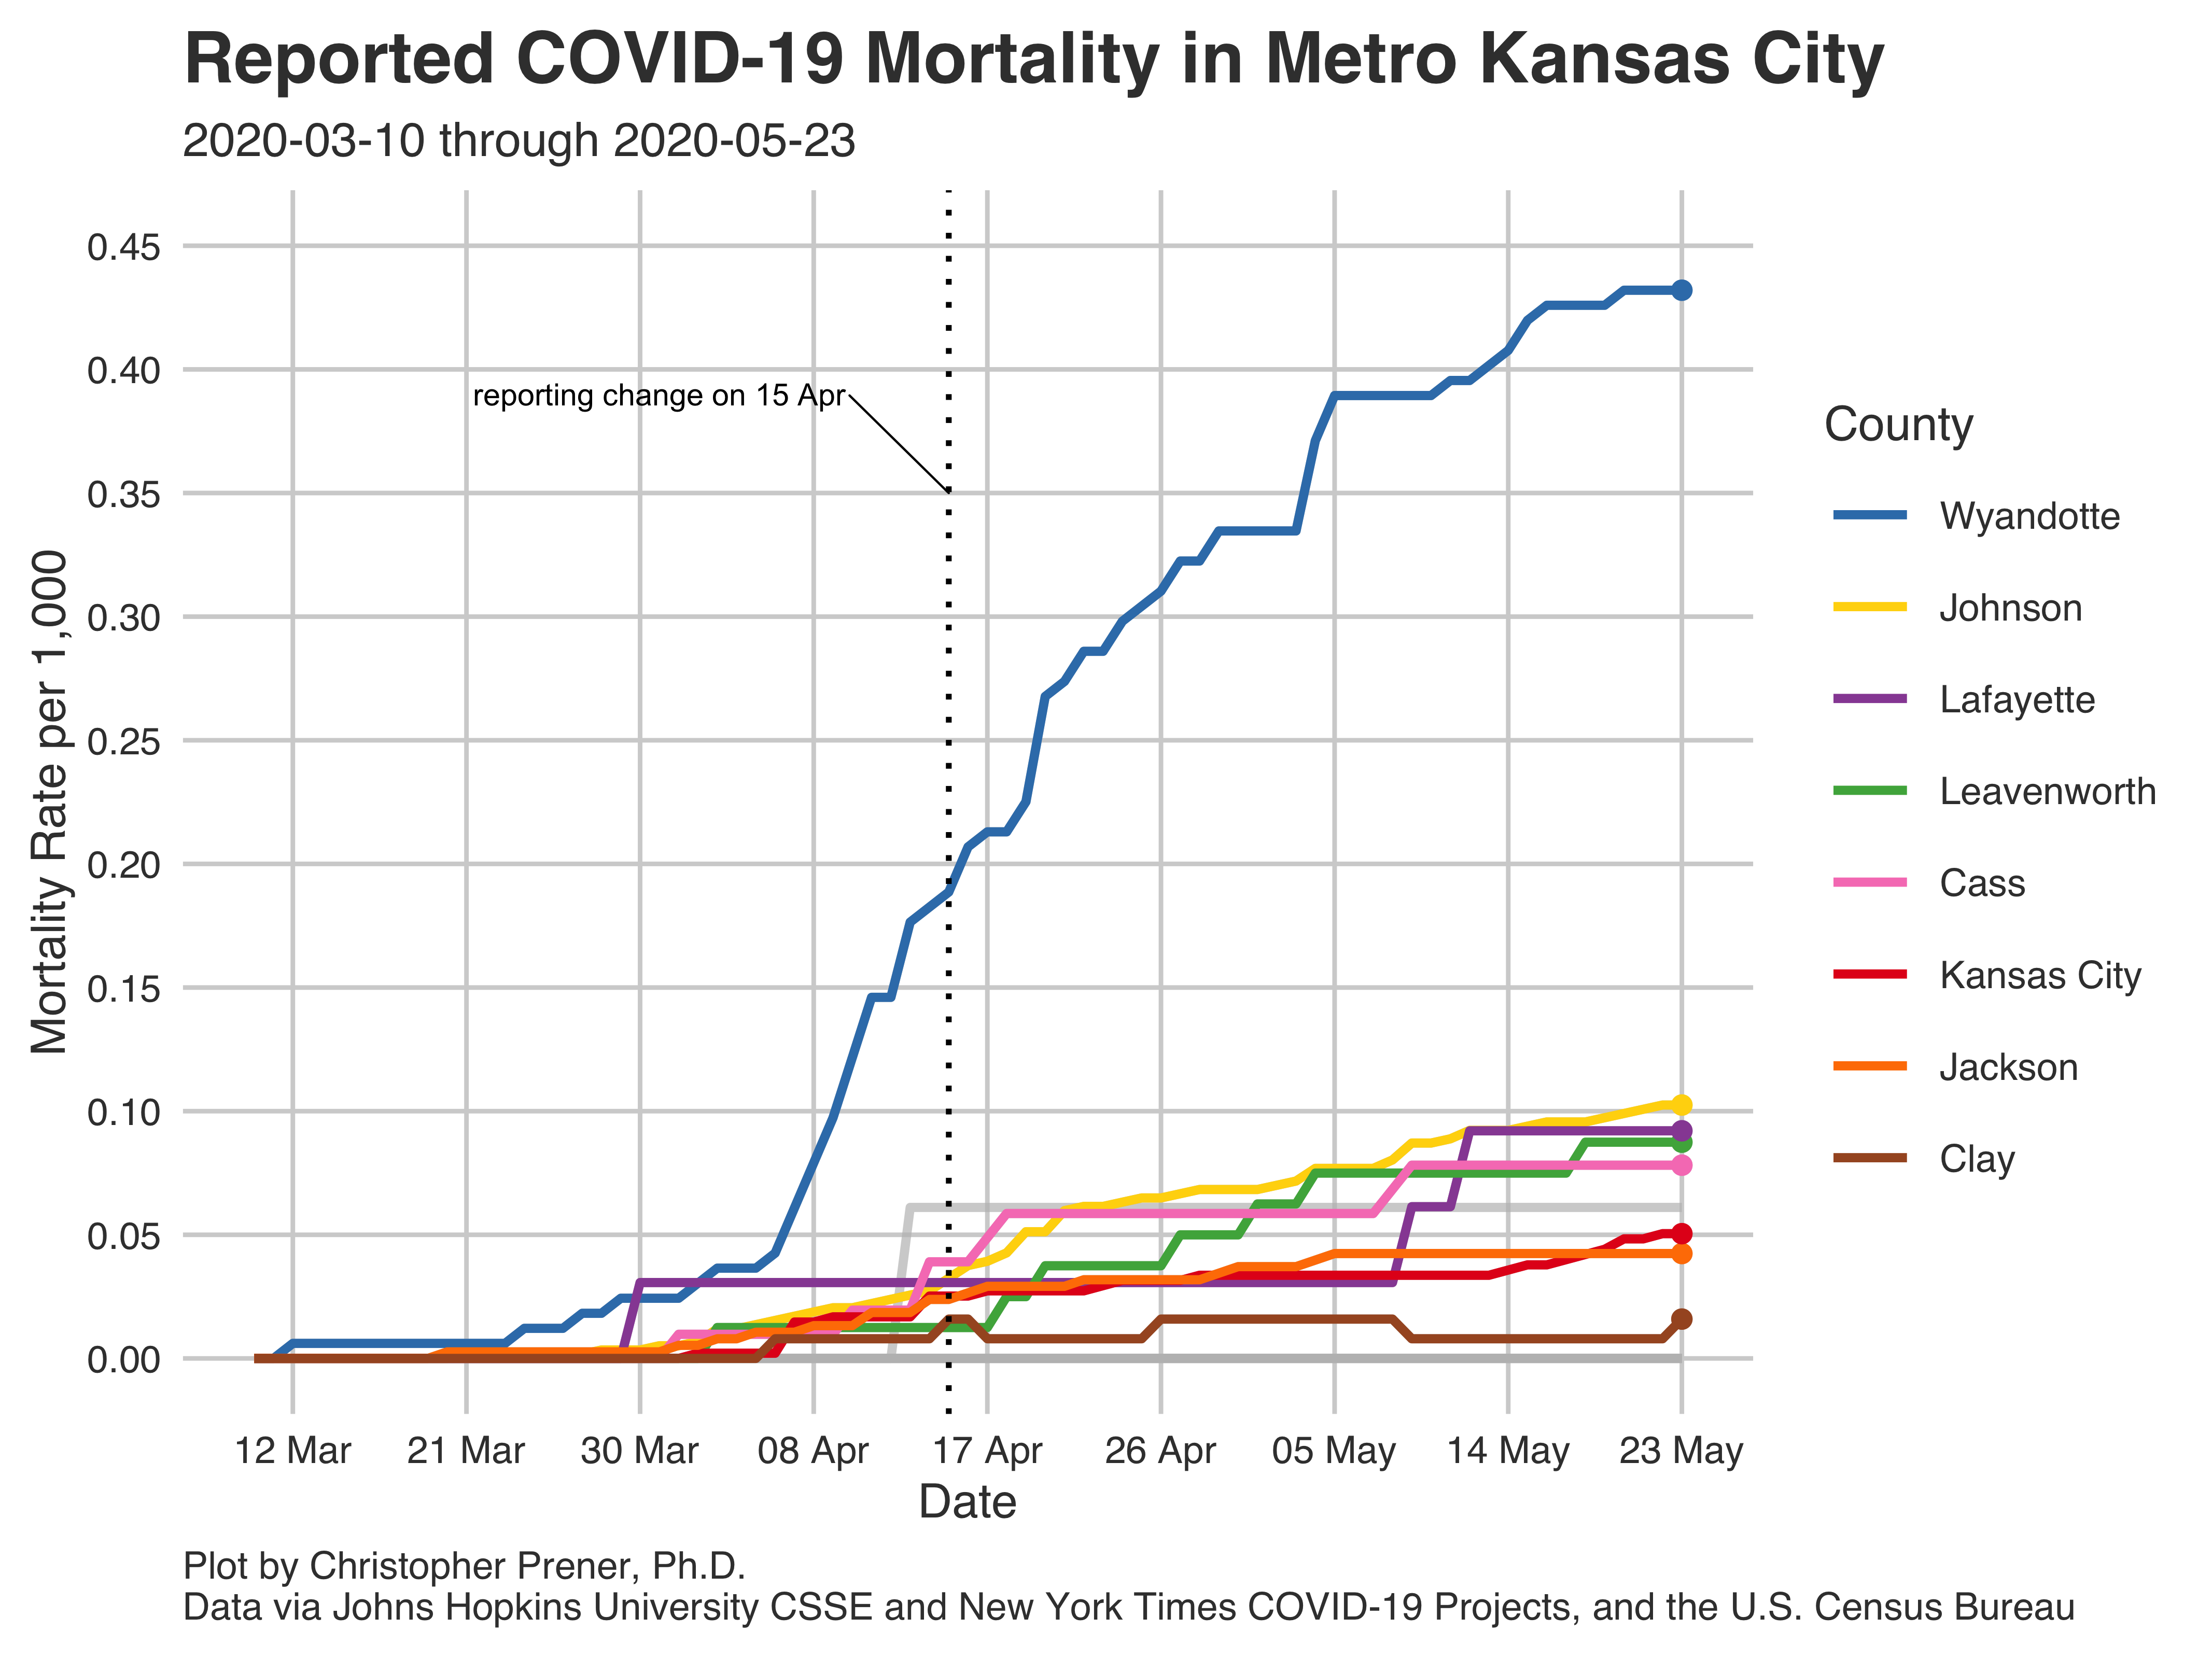 Reported COVID-19 Mortality in Metro Kansas City
2020-03-10 through 2020-05-23
0.45
0.40
0.35
0.30
0.25
0.20
0.15
0.10
0.05
0.00
Mortality Rate per 1,000
reporting change on 15 Apr
12 Mar
21 Mar
30 Mar
08 Apr
17 Apr
26 Apr
05 May
14 May
23 May
Date
County
Wyandotte
Johnson
Lafayette
Leavenworth
Cass
Kansas City
Jackson
Clay
Plot by Christopher Prener, Ph.D.
Data via Johns Hopkins University CSSE and New York Times COVID-19 Projects, and the U.S. Census Bureau